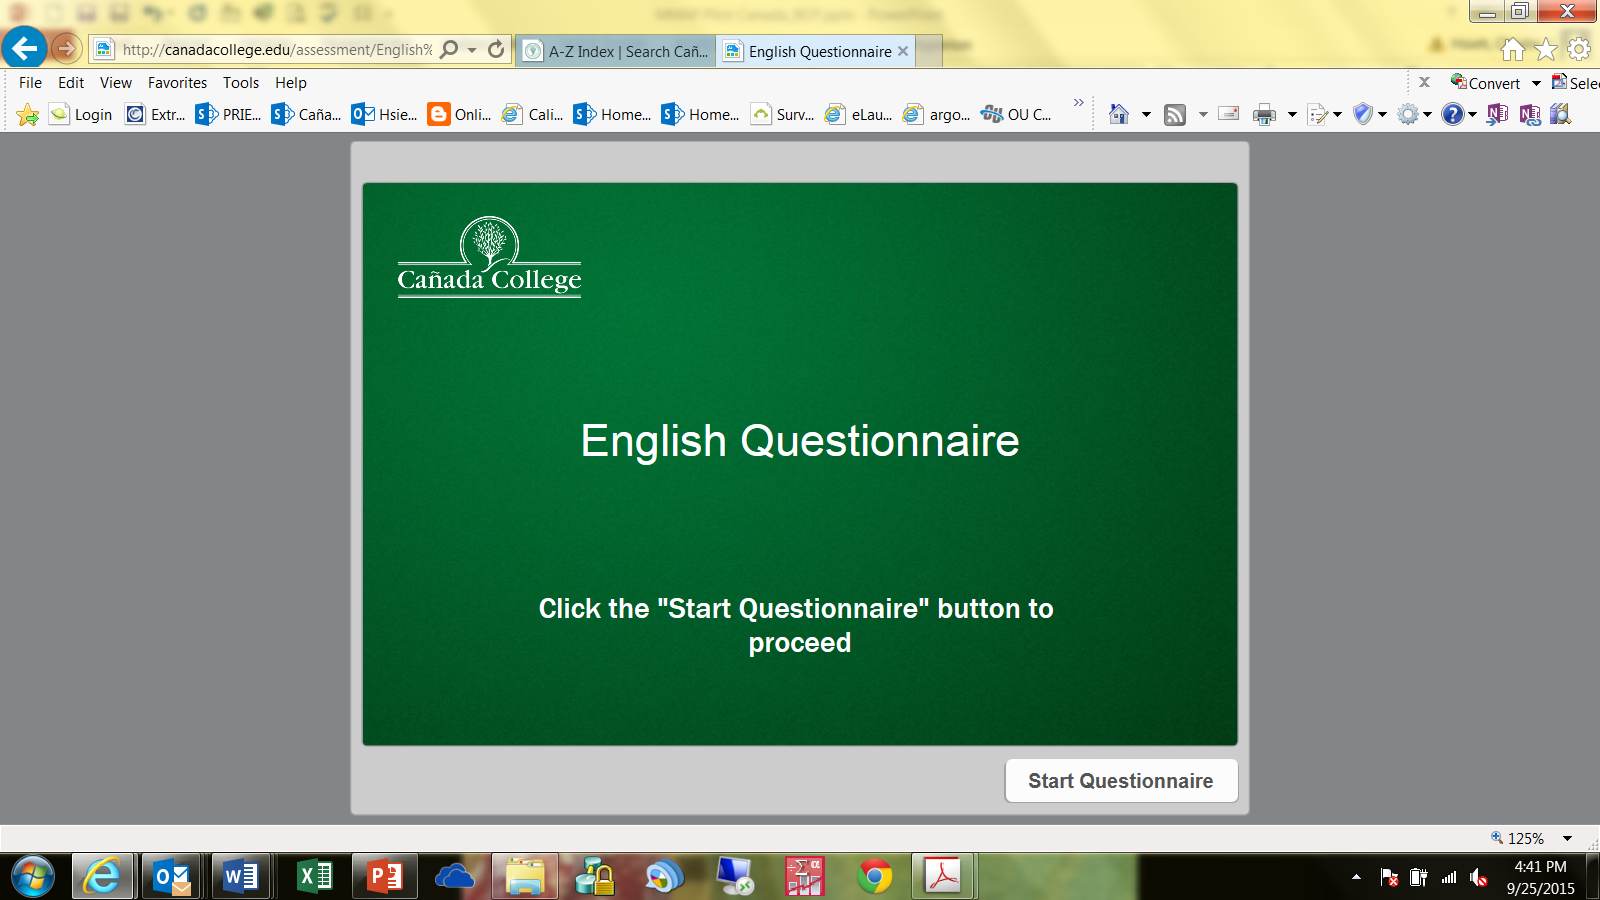 http://canadacollege.edu/assessment/English%
A-Z Index | Search Cañ...
English Questionnaire
File Edit View Favorites Tools Help
Convert
Sele
Login Extr... PRIE... Caña... Hsie... Onli... Cali... Home... Home... Surv... eLau... argo... OU C...
Cañada College
English Questionnaire
Click the "Start Questionnaire" button to
proceed
Start Questionnaire
125%
4:41 PM
9/25/2015